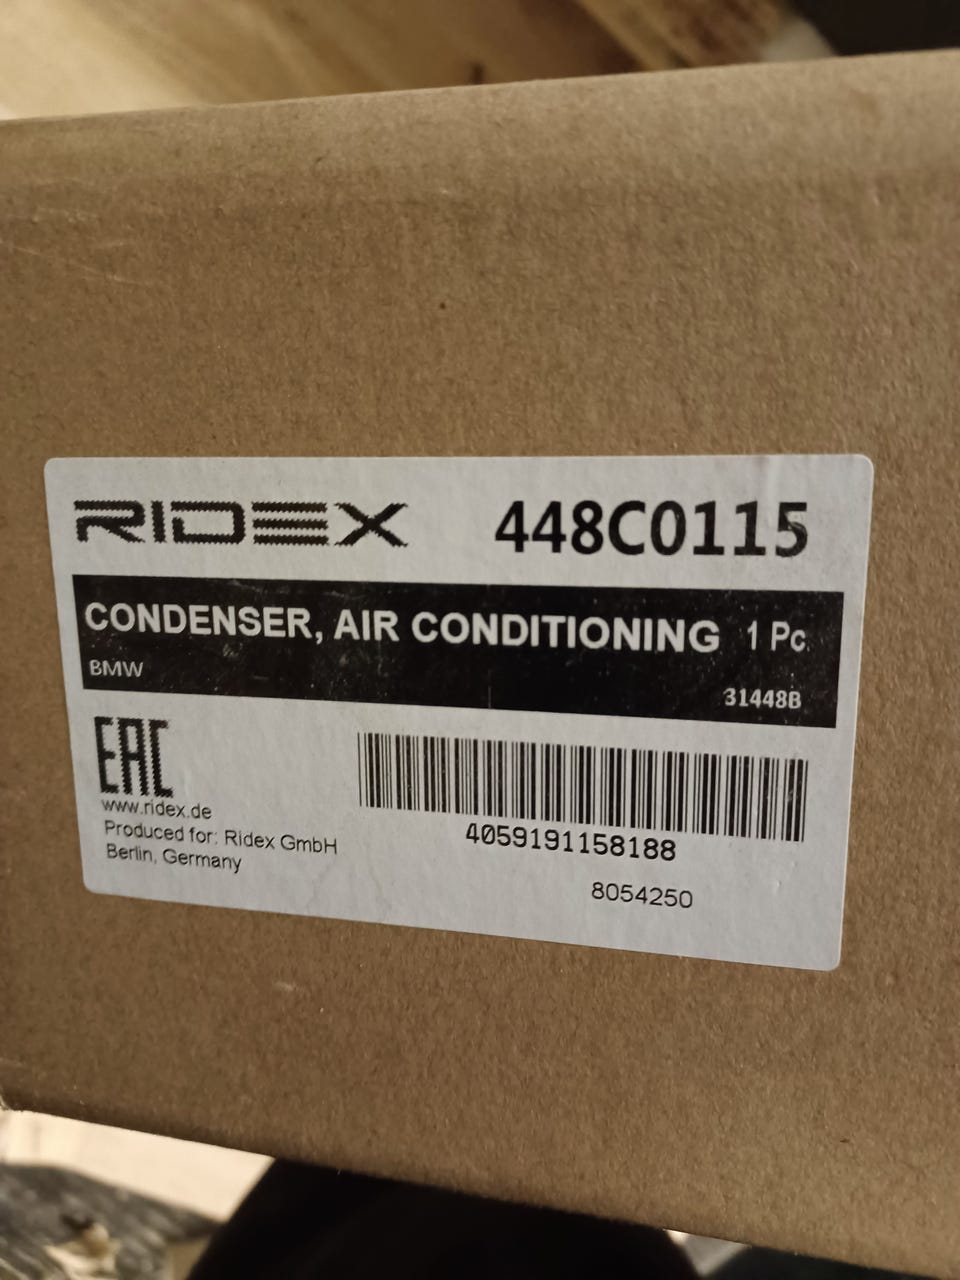 RIDEX 448C0115
CONDENSER, AIR CONDITIONING 1 Pc.
BMW
31448B
EAC
www.ridex.de
Produced for: Ridex GmbH
Berlin, Germany
4059191158188
8054250